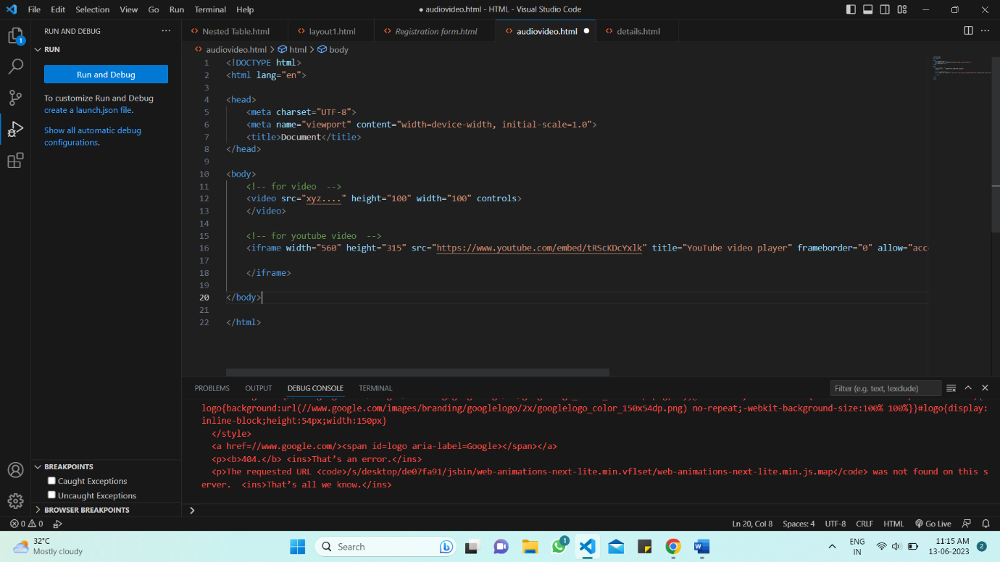 File Edit Selection View Go Run Terminal Help
● audiovideo.html - HTML - Visual Studio Code
RUN AND DEBUG ···
Nested Table.html layout1.html Registration form.html audiovideo.html ● details.html
RUN
audiovideo.html > html > body
Run and Debug
To customize Run and Debug
create a launch.json file.
Show all automatic debug
configurations.
1 <!DOCTYPE html>
2 <html lang="en">
3
4 <head>
5 <meta charset="UTF-8">
6 <meta name="viewport" content="width=device-width, initial-scale=1.0">
7 <title>Document</title>
8 </head>
9
10 <body>
11 <!-- for video -->
12 <video src="xyz...." height="100" width="100" controls>
13 </video>
14
15 <!-- for youtube video -->
16 <iframe width="560" height="315" src="https://www.youtube.com/embed/tRScKDcYxlk" title="YouTube video player" frameborder="0" allow="acc
17
18 </iframe>
19
20 </body>
21
22 </html>
PROBLEMS OUTPUT DEBUG CONSOLE TERMINAL
Filter (e.g. text, !exclude)
logo{background:url(//www.google.com/images/branding/googlelogo/2x/googlelogo_color_150x54dp.png) no-repeat;-webkit-background-size:100% 100%}}#logo{display:
inline-block;height:54px;width:150px}
</style>
<a href=//www.google.com/><span id=logo aria-label=Google></span></a>
<p><b>404.</b> <ins>That’s an error.</ins>
<p>The requested URL <code>/s/desktop/de07fa91/jsbin/web-animations-next-lite.min.vflset/web-animations-next-lite.min.js.map</code> was not found on this s
erver. <ins>That’s all we know.</ins>
>
BREAKPOINTS
Caught Exceptions
Uncaught Exceptions
BROWSER BREAKPOINTS
0 0
Ln 20, Col 8 Spaces: 4 UTF-8 CRLF HTML Go Live
32°C
Mostly cloudy
Search
1
1
ENG
IN
11:15 AM
13-06-2023
2